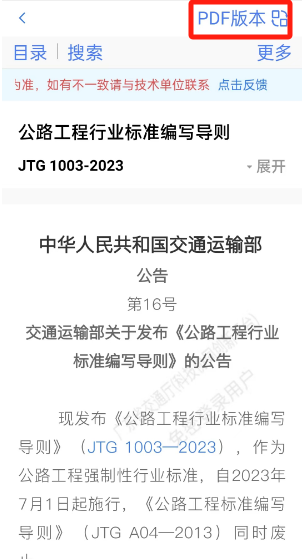 PDF版本
目录 | 搜索 更多
为准，如有不一致请与技术单位联系 点击反馈
公路工程行业标准编写导则
JTG 1003-2023 展开
中华人民共和国交通运输部
公告
第16号
交通运输部关于发布《公路工程行业
标准编写导则》的公告
现发布《公路工程行业标准编写
导则》（JTG 1003—2023），作为
公路工程强制性行业标准，自2023年
7月1日起施行，《公路工程行业标准编写
导则》（JTG A04—2013）同时废